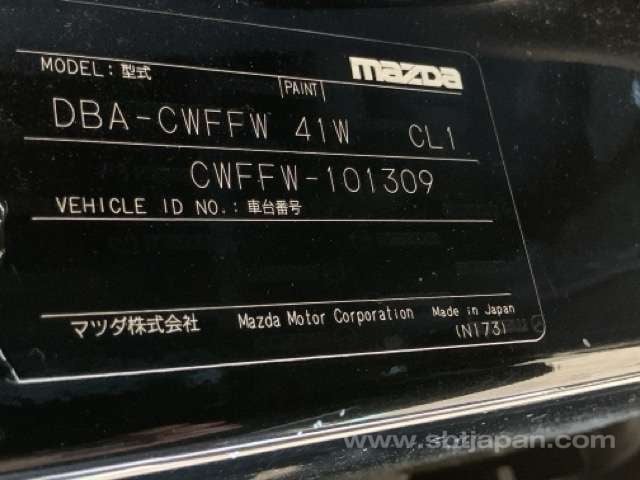 MODEL: 型式
mazda
PAINT
DBA-CWFFW 41W CL1
CWFFW-101309
VEHICLE ID NO.: 車台番号
マツダ株式会社 Mazda Motor Corporation Made in Japan
(N173)
www.sbtjapan.com